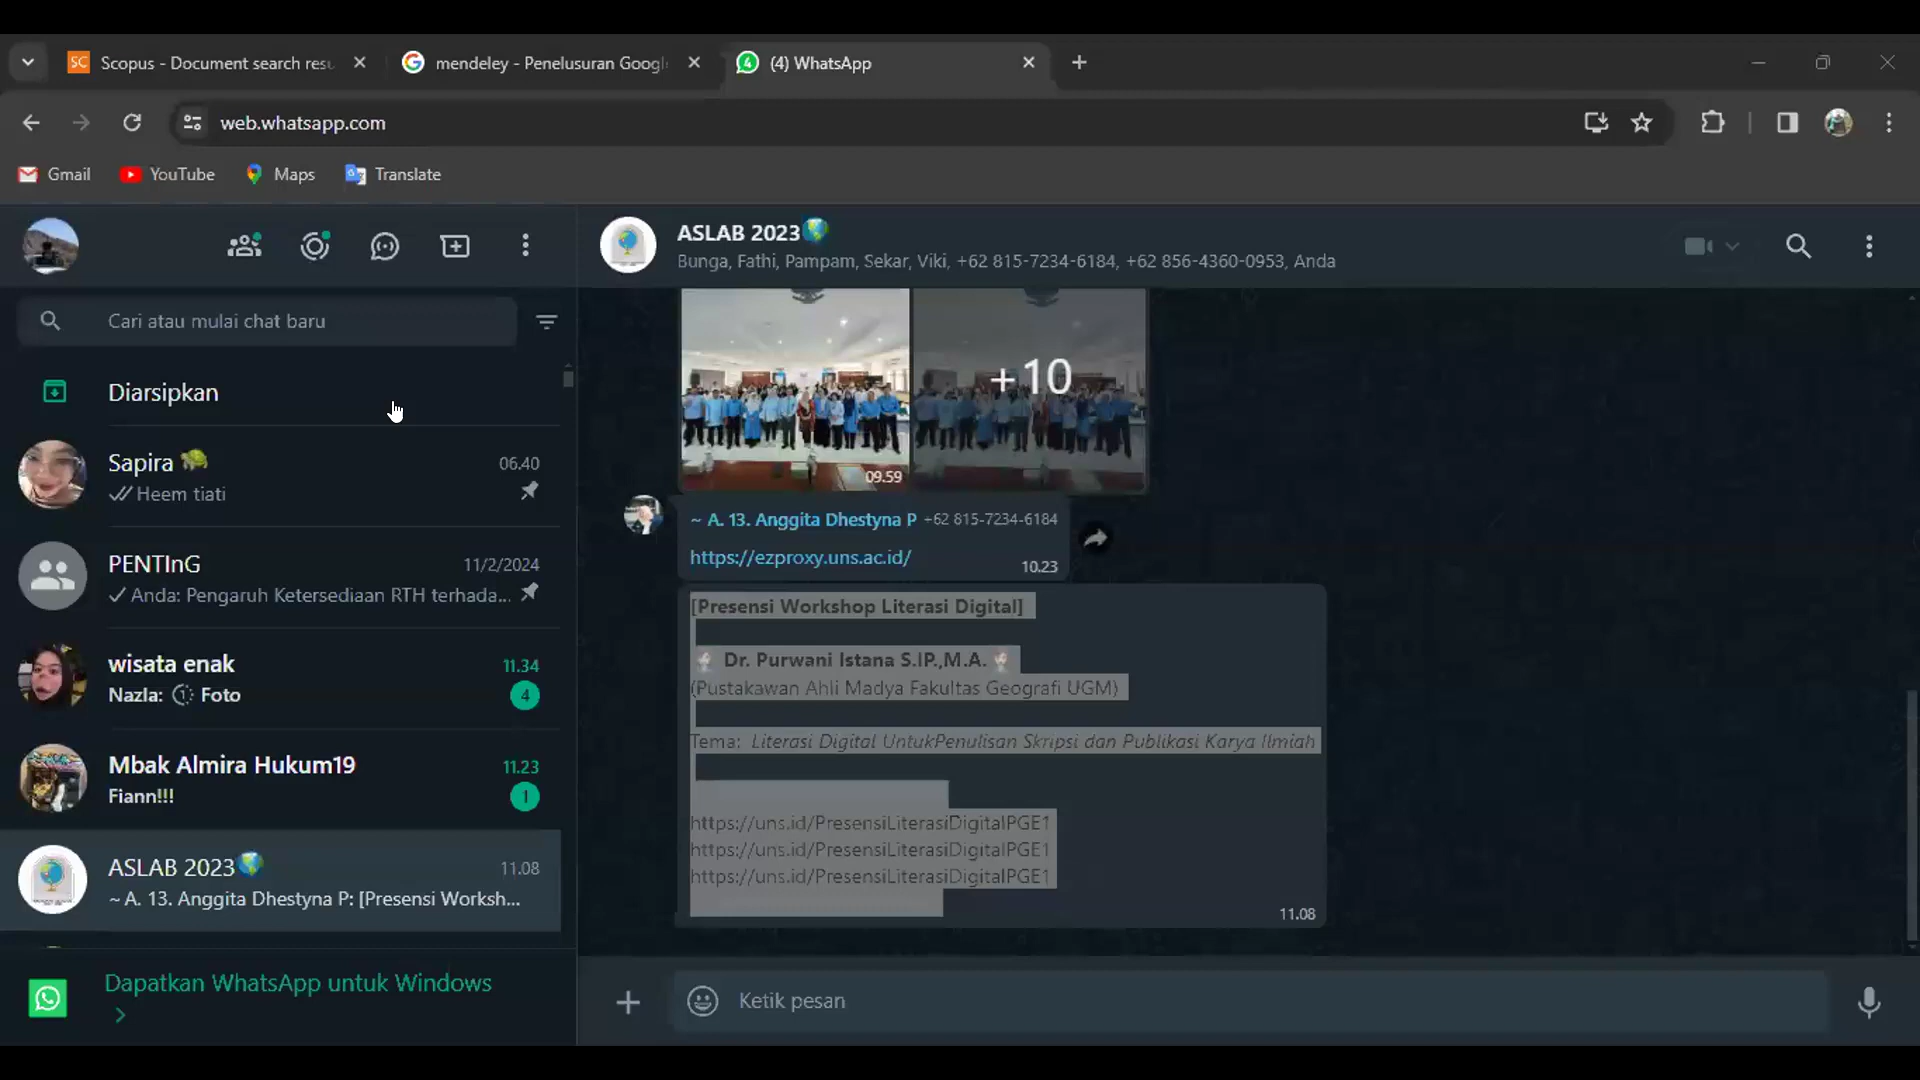 Scopus - Document search resu
mendeley - Penelusuran Googl
(4) WhatsApp
web.whatsapp.com
Gmail
YouTube
Maps
Translate
ASLAB 2023
Bunga, Fathi, Pampam, Sekar, Viki, +62 815-7234-6184, +62 856-4360-0953, Anda
Cari atau mulai chat baru
Diarsipkan
Sapira
06.40
Heem tiati
PENTInG
11/2/2024
Anda: Pengaruh Ketersediaan RTH terhada...
wisata enak
11.34
Nazla: Foto
4
Mbak Almira Hukum19
11.23
Fiann!!!
1
ASLAB 2023
11.08
~ A. 13. Anggita Dhestyna P: [Presensi Worksh...
Dapatkan WhatsApp untuk Windows
+10
09.59
~ A. 13. Anggita Dhestyna P +62 815-7234-6184
https://ezproxy.uns.ac.id/
10.23
[Presensi Workshop Literasi Digital]
Dr. Purwani Istana S.IP.,M.A.
(Pustakawan Ahli Madya Fakultas Geografi UGM)
Tema: Literasi Digital UntukPenulisan Skripsi dan Publikasi Karya Ilmiah
https://uns.id/PresensiLiterasiDigitalPGE1
https://uns.id/PresensiLiterasiDigitalPGE1
https://uns.id/PresensiLiterasiDigitalPGE1
11.08
Ketik pesan